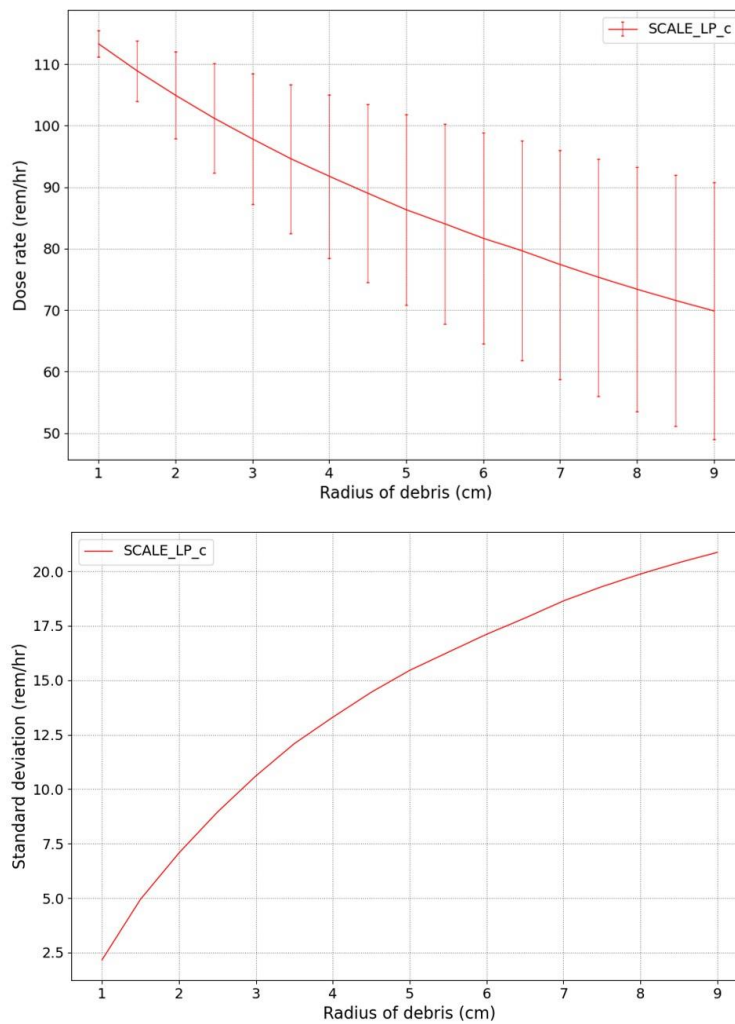 SCALE_LP_c
Dose rate (rem/hr)
110
100
90
80
70
60
50
1 2 3 4 5 6 7 8 9
Radius of debris (cm)
SCALE_LP_c
Standard deviation (rem/hr)
20.0
17.5
15.0
12.5
10.0
7.5
5.0
2.5
1 2 3 4 5 6 7 8 9
Radius of debris (cm)